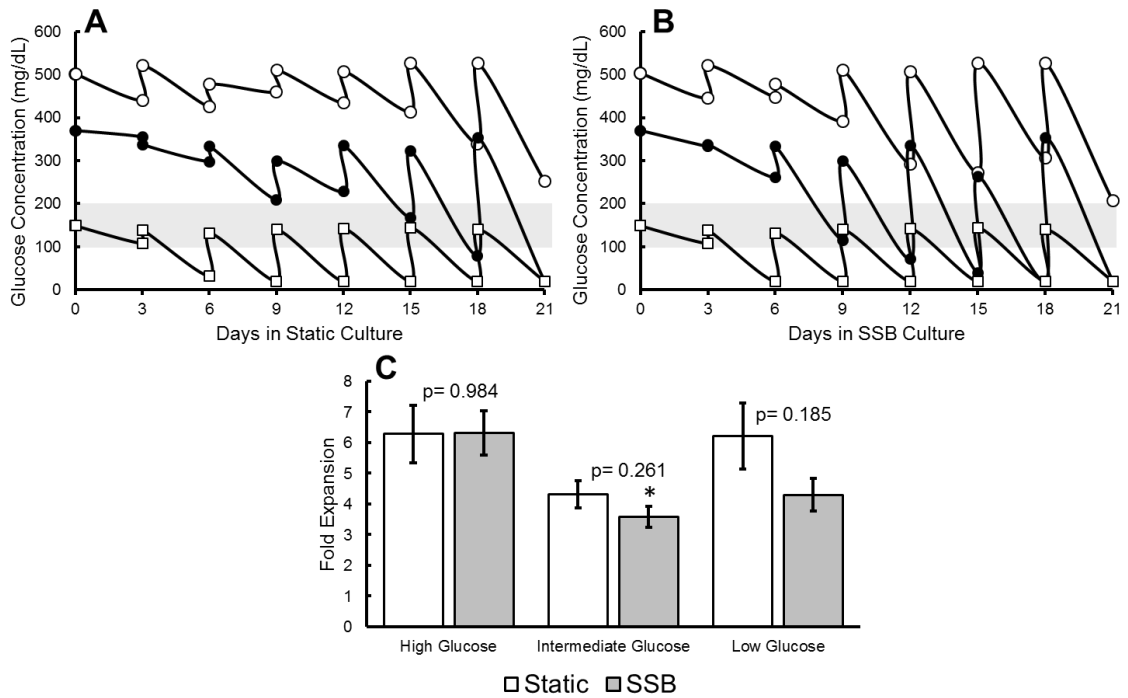 A
Glucose Concentration (mg/dL)
600
500
400
300
200
100
0
0 3 6 9 12 15 18 21
Days in Static Culture
B
Glucose Concentration (mg/dL)
600
500
400
300
200
100
0
0 3 6 9 12 15 18 21
Days in SSB Culture
C
Fold Expansion
8
7
6
5
4
3
2
1
0
p= 0.984
p= 0.261
*
p= 0.185
High Glucose Intermediate Glucose Low Glucose
Static SSB